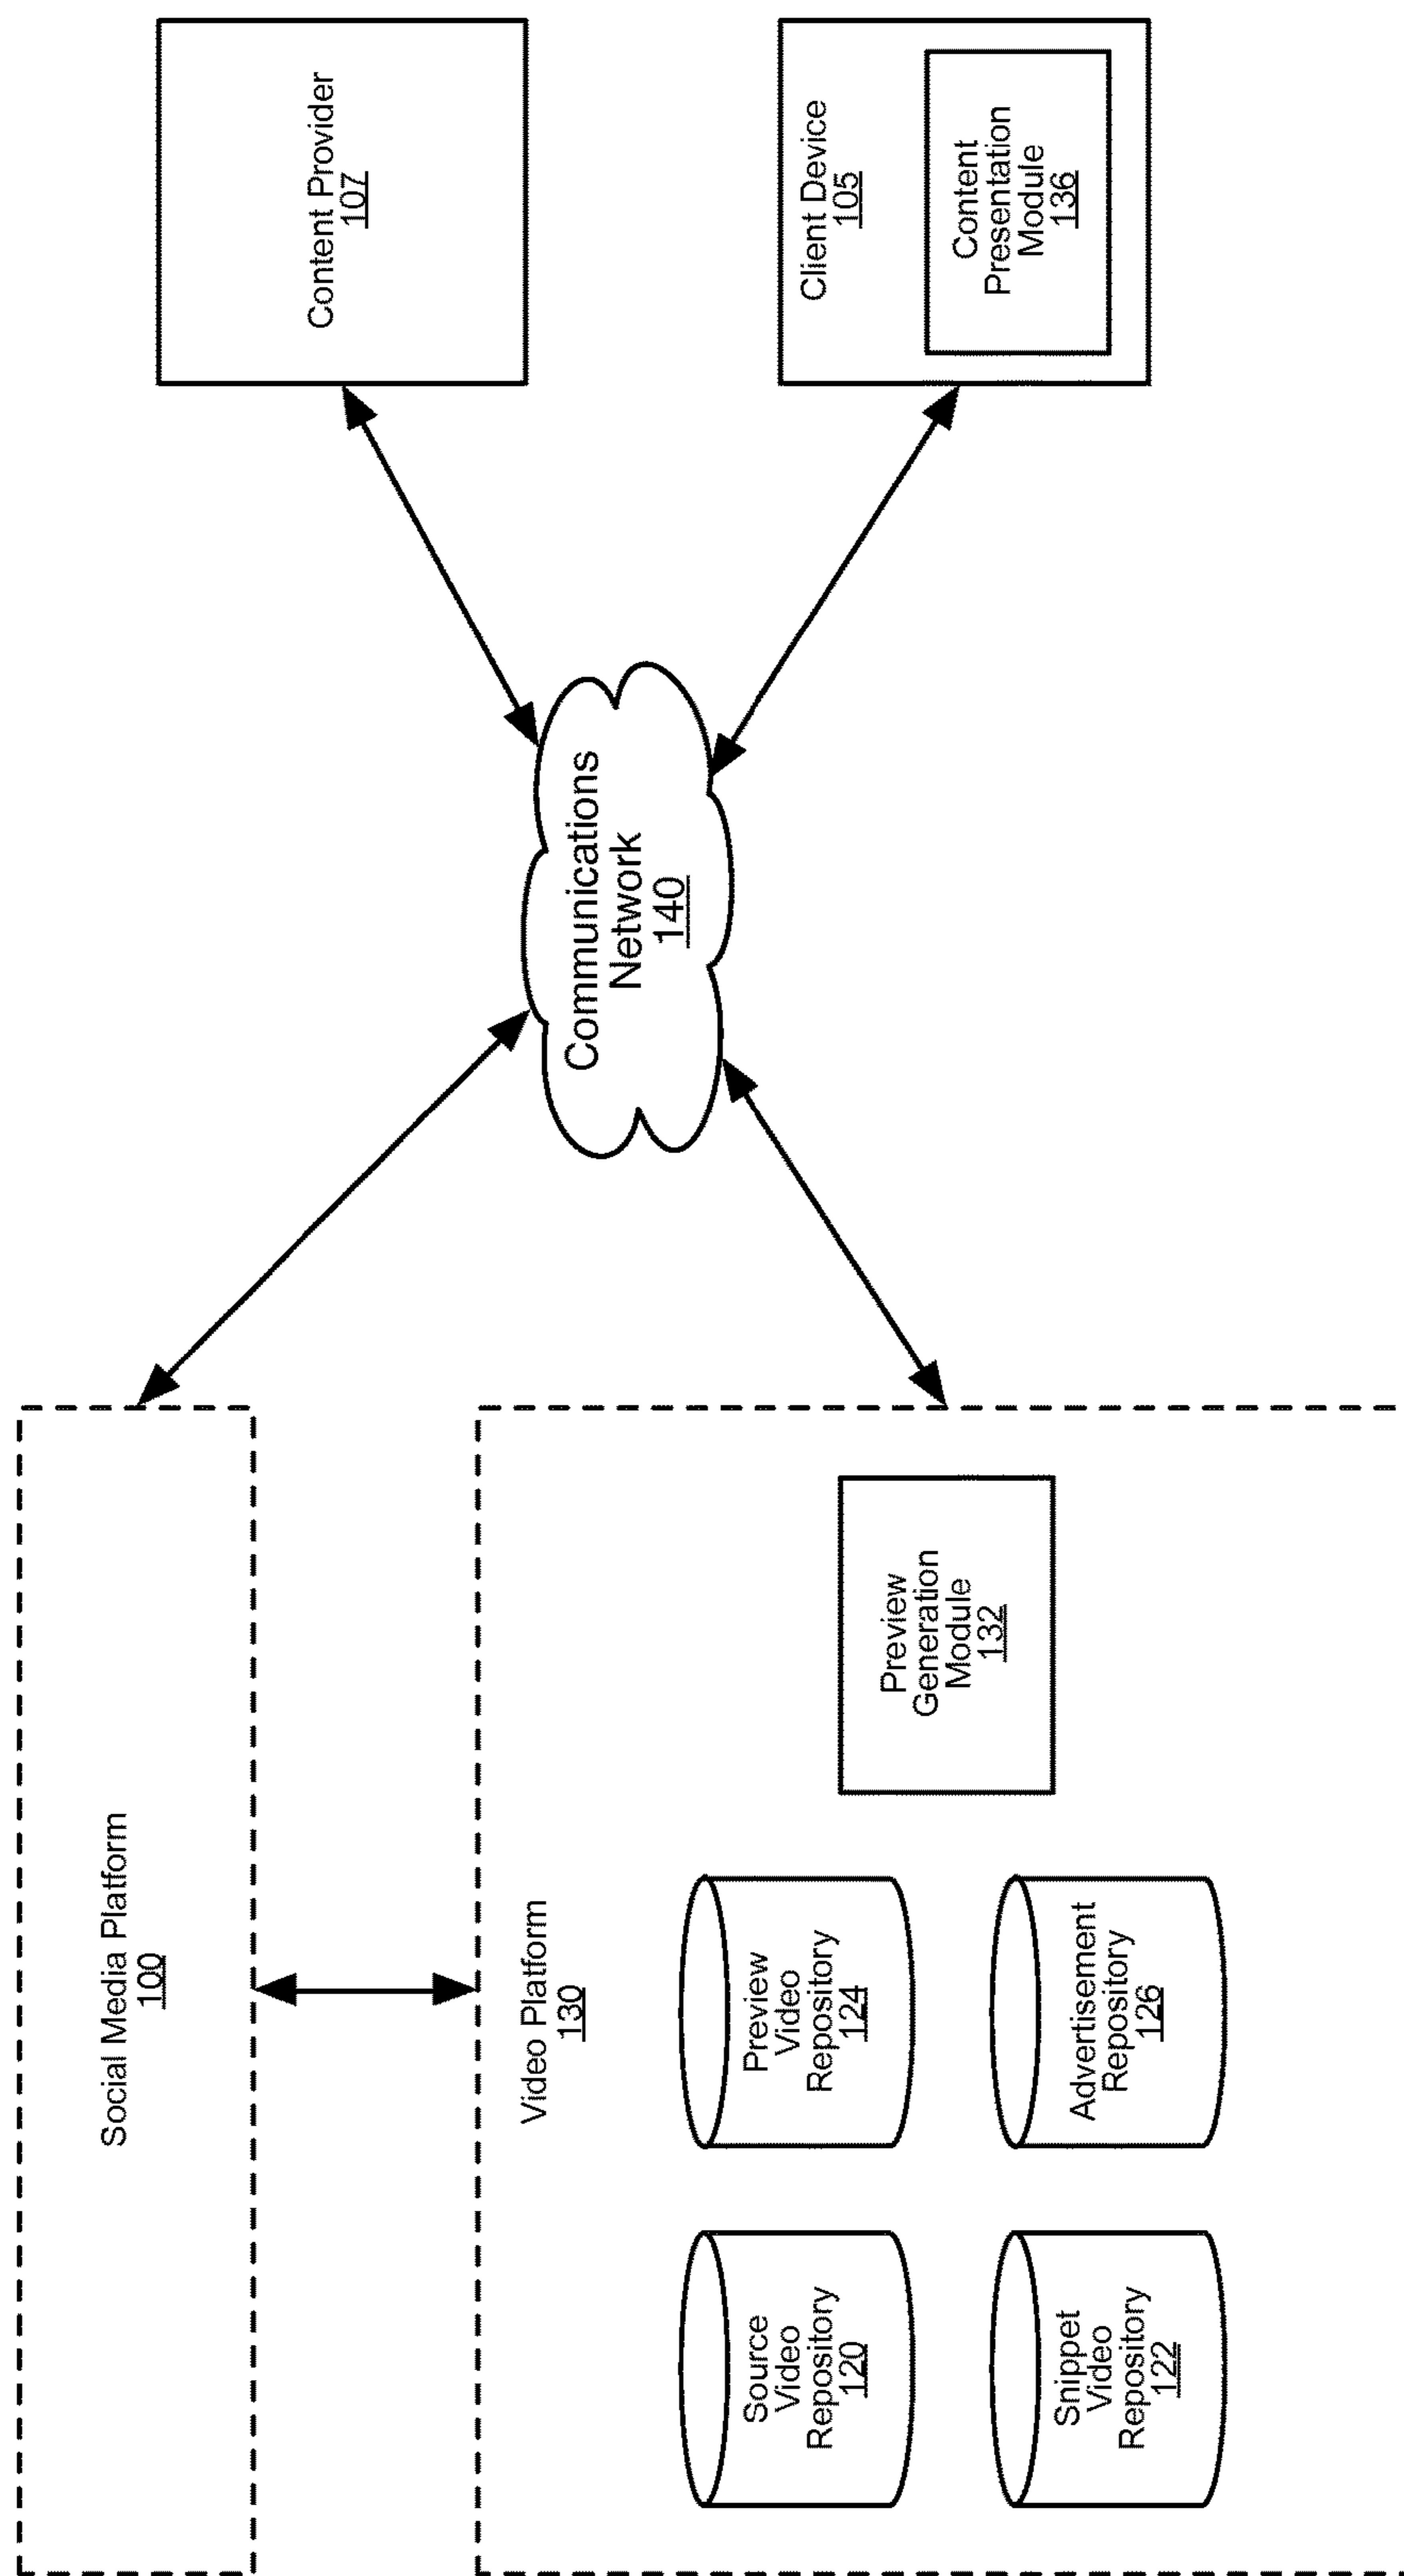 Social Media Platform
100
Video Platform
130
Source
Video
Repository
120
Preview
Video
Repository
124
Snippet
Video
Repository
122
Advertisement
Repository
126
Preview
Generation
Module
132
Communications
Network
140
Content Provider
107
Client Device
105
Content
Presentation
Module
136